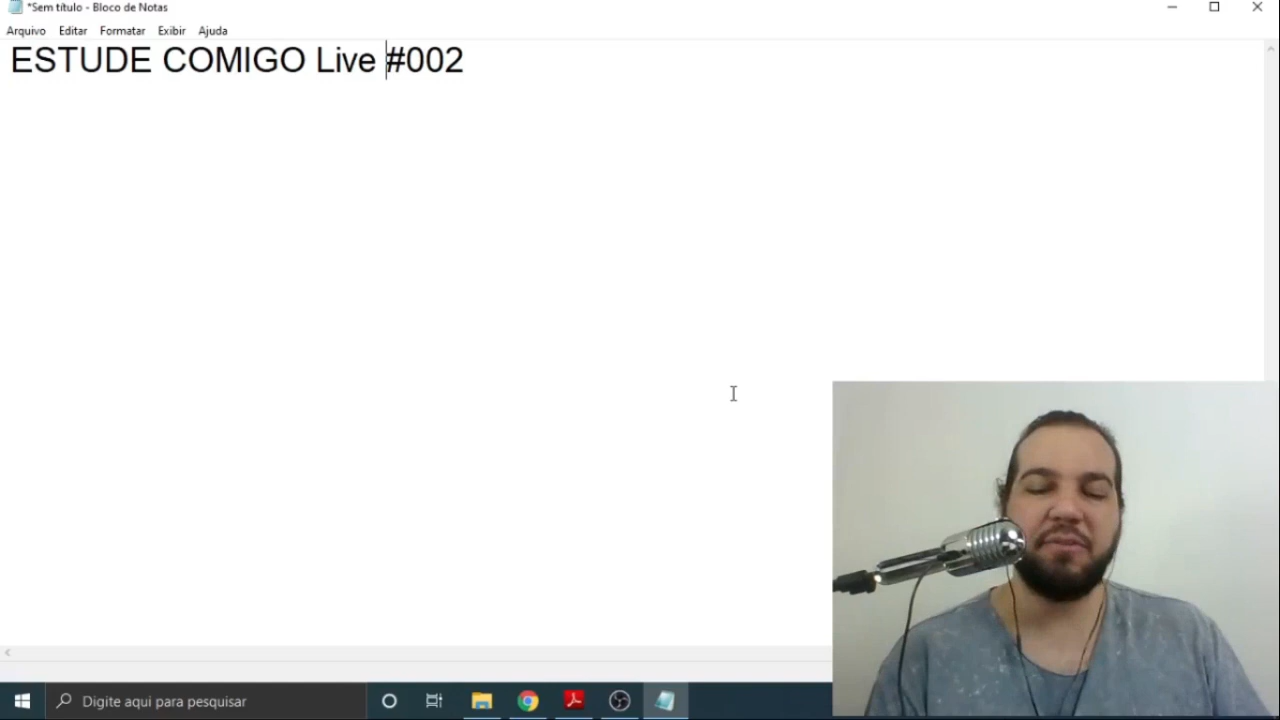 *Sem título - Bloco de Notas
Arquivo Editar Formatar Exibir Ajuda
ESTUDE COMIGO Live #002
Digite aqui para pesquisar